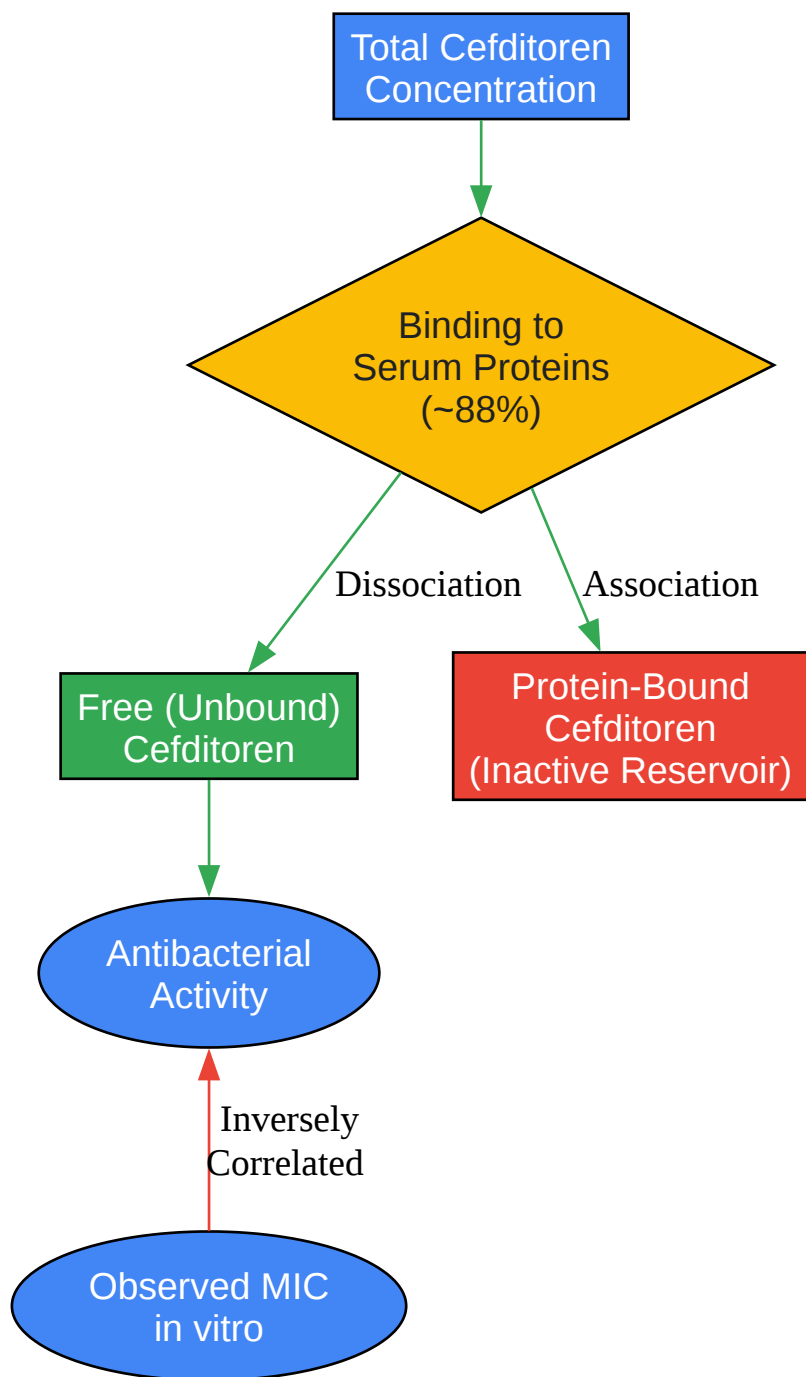 Total Cefditoren
Concentration
Binding to
Serum Proteins
(~88%)
Dissociation
Association
Free (Unbound)
Cefditoren
Protein-Bound
Cefditoren
(Inactive Reservoir)
Antibacterial
Activity
Inversely
Correlated
Observed MIC
in vitro